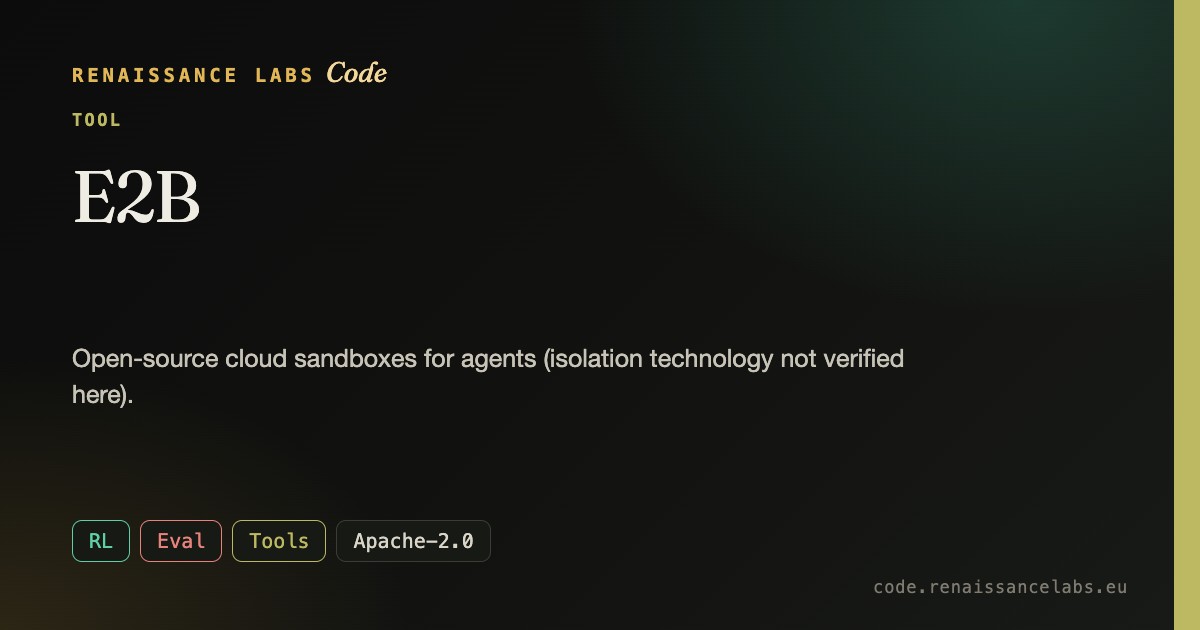 RENAISSANCE LABS Code
TOOL
E2B
Open-source cloud sandboxes for agents (isolation technology not verified
here).
RL Eval Tools Apache-2.0
code.renaissancelabs.eu